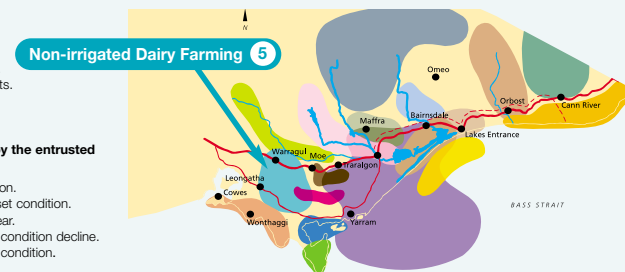 N
Non-irrigated Dairy Farming 5
ts.
y the entrusted
on.
set condition.
ear.
condition decline.
condition.
Omeo
Orbost
Cann River
Bairnsdale
Maffra
Lakes Entrance
Warragul
Moe
Traralgon
Leongatha
Cowes
Wonthaggi
Yarram
BASS STRAIT